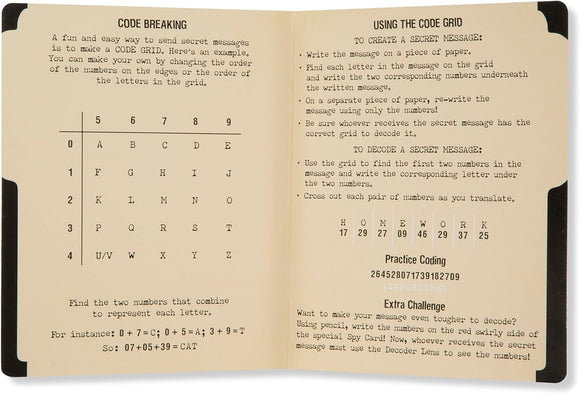 CODE BREAKING
A fun and easy way to send secret messages
is to make a CODE GRID. Here's an example.
You can make your own by changing the order
of the numbers on the edges or the order of
the letters in the grid.
5 6 7 8 9
0 A B C D E
1 F G H I J
2 K L M N O
3 P Q R S T
4 U/V W X Y Z
Find the two numbers that combine
to represent each letter.
For instance: 0+7=C; 0+5=A; 3+9=T
So: 07+05+39=CAT
USING THE CODE GRID
TO CREATE A SECRET MESSAGE:
· Write the message on a piece of paper.
· Find each letter in the message on the grid
and write the two corresponding numbers underneath
the written message.
· On a separate piece of paper, re-write the
message using only the numbers!
· Be sure whoever receives the secret message has the
correct grid to decode it.
TO DECODE A SECRET MESSAGE:
· Use the grid to find the first two numbers in the
message and write the corresponding letter under
the two numbers.
· Cross out each pair of numbers as you translate.
H O M E W O R K
17 29 27 09 46 29 37 25
Practice Coding
264528071739182709
(LUNCHTIME)
Extra Challenge
Want to make your message even tougher to decode?
Using pencil, write the numbers on the red swirly side of
the special Spy Card! Now, whoever receives the secret
message must use the Decoder Lens to see the numbers!